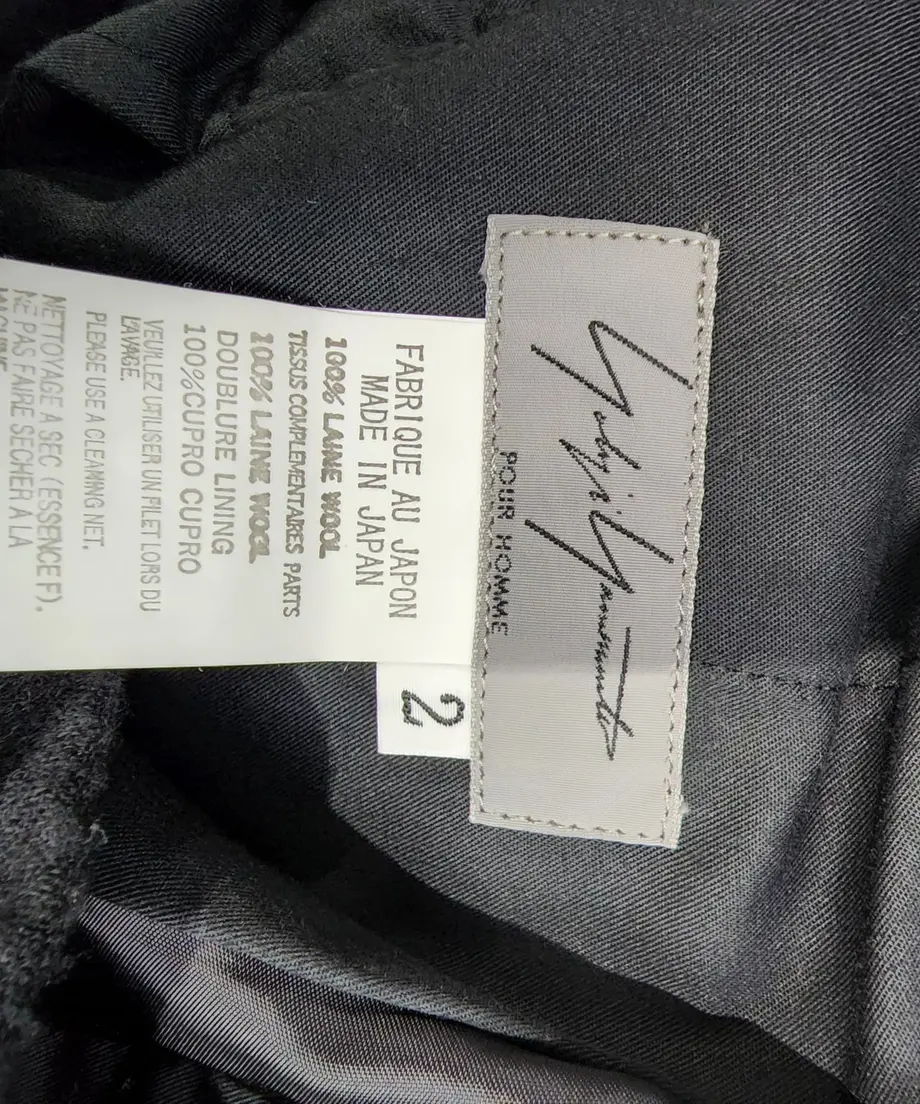 Yohji Yamamoto
POUR HOMME
2
FABRIQUE AU JAPON
MADE IN JAPAN
100% LAINE WOOL
TISSUS COMPLEMENTAIRES PARTS
100% LAINE WOOL
DOUBLURE LINING
100%CUPRO CUPRO
VEUILLEZ UTILISER UN FILET LORS DU
LAVAGE.
PLEASE USE A CLEANING NET.
NETTOYAGE A SEC (ESSENCE F).
NE PAS FAIRE SECHER A LA